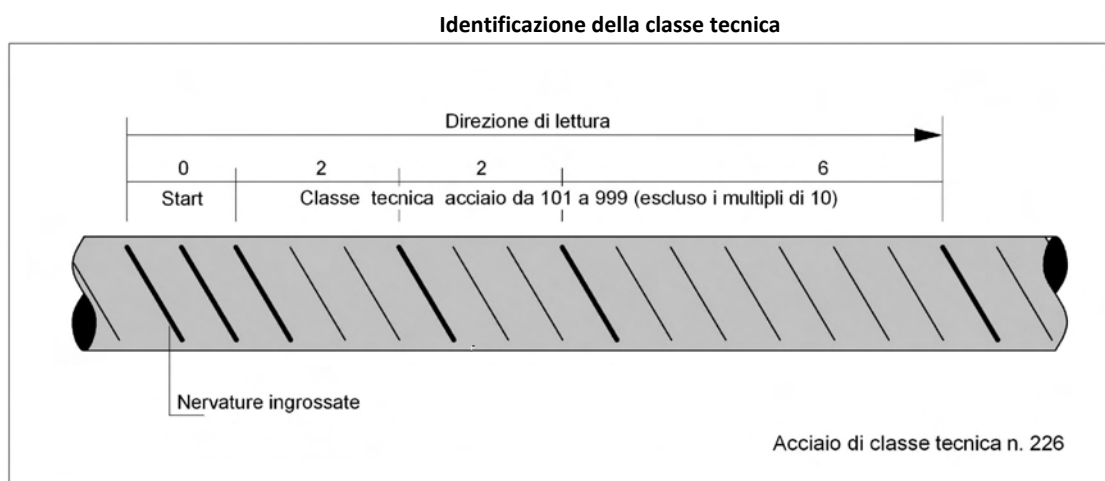 Identificazione della classe tecnica
Direzione di lettura
0 2 2 6
Start Classe tecnica acciaio da 101 a 999 (escluso i multipli di 10)
Nervature ingrossate
Acciaio di classe tecnica n. 226